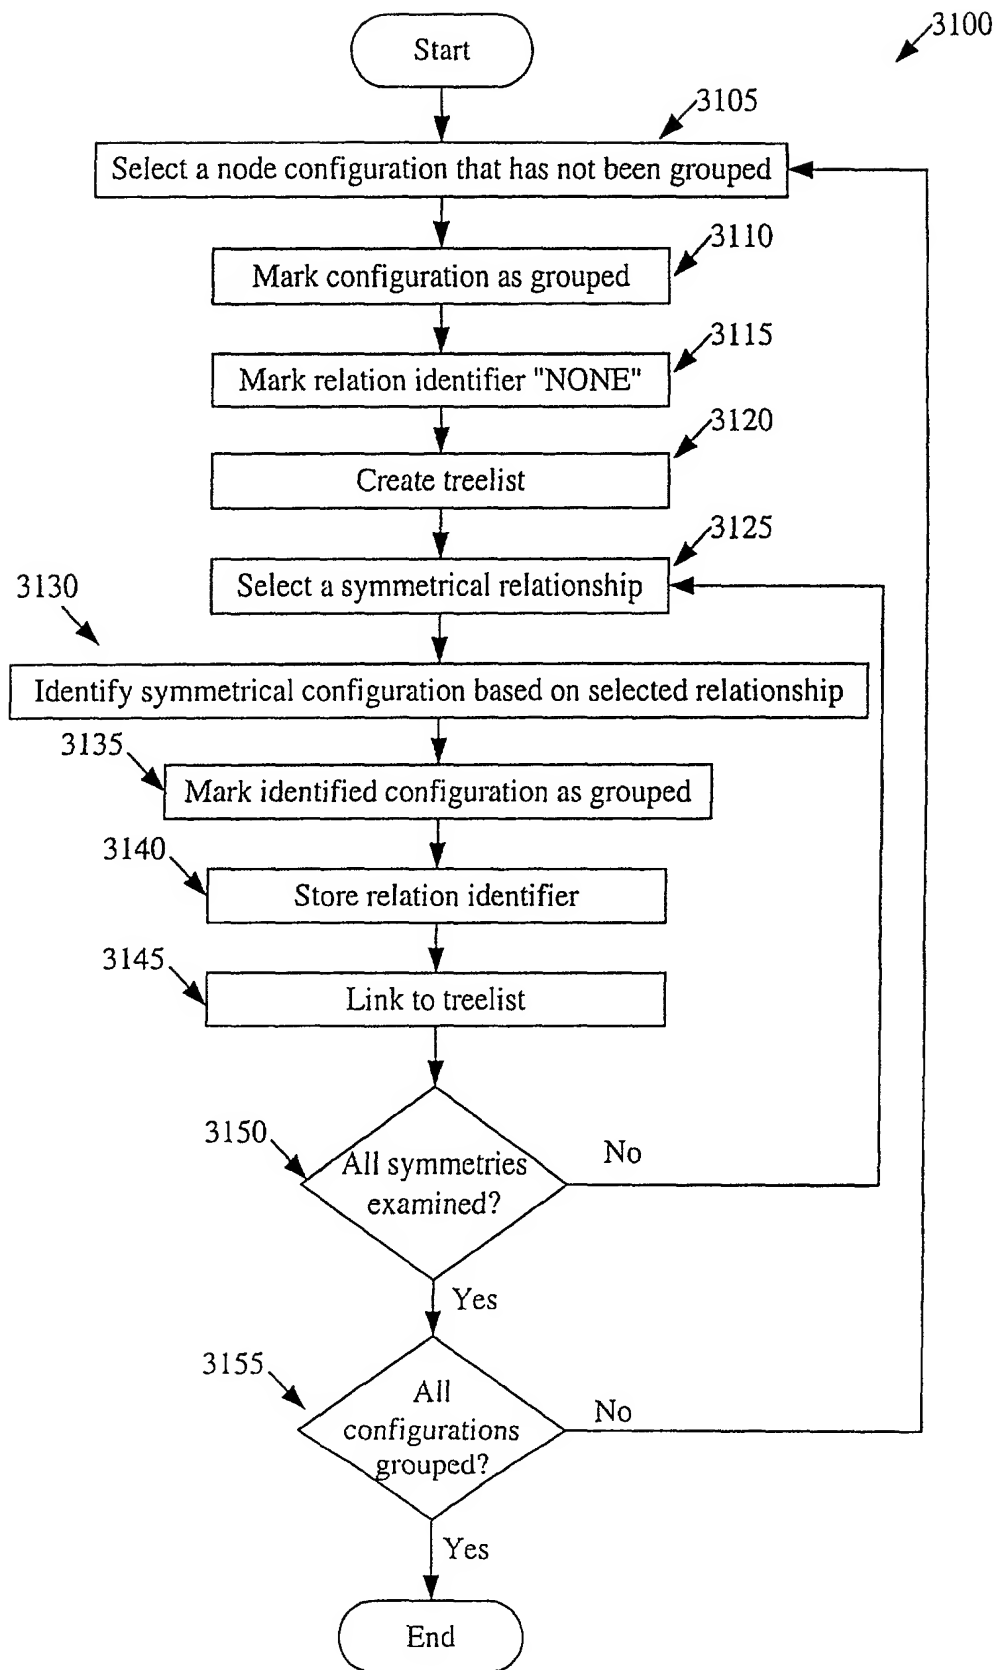 3100
Start
3105
Select a node configuration that has not been grouped
3110
Mark configuration as grouped
3115
Mark relation identifier "NONE"
3120
Create treelist
3125
Select a symmetrical relationship
3130
Identify symmetrical configuration based on selected relationship
3135
Mark identified configuration as grouped
3140
Store relation identifier
3145
Link to treelist
3150
All symmetries
examined?
No
Yes
3155
All
configurations
grouped?
No
Yes
End